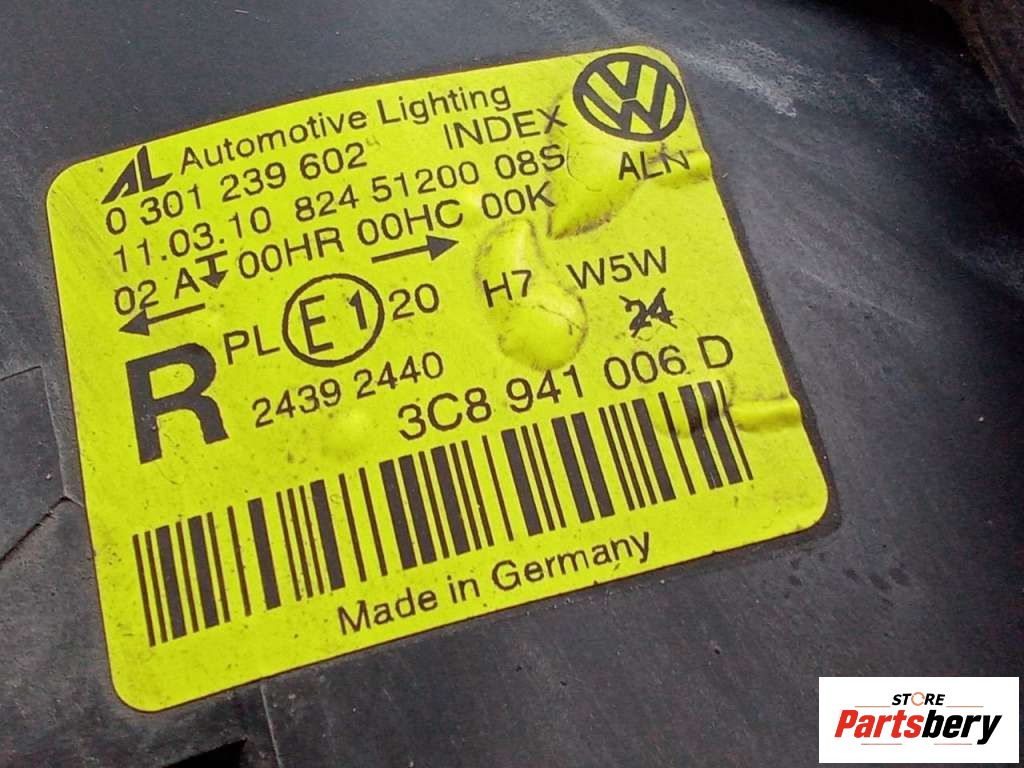 AL Automotive Lighting
0 301 239 602 INDEX
11.03.10 824 51200 08S ALN
02 A 00HR 00HC 00K
PL E1 20 H7 W5W
R 2439 2440 24
3C8 941 006 D
Made in Germany
VW
STORE
Partsbery